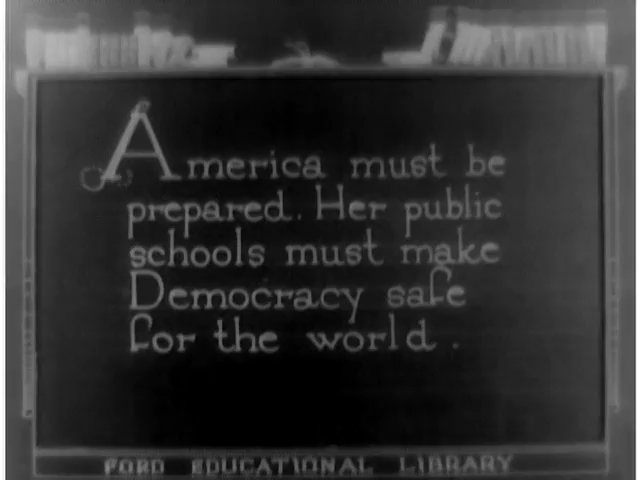 America must be
prepared. Her public
schools must make
Democracy safe
for the world.
FORD EDUCATIONAL LIBRARY